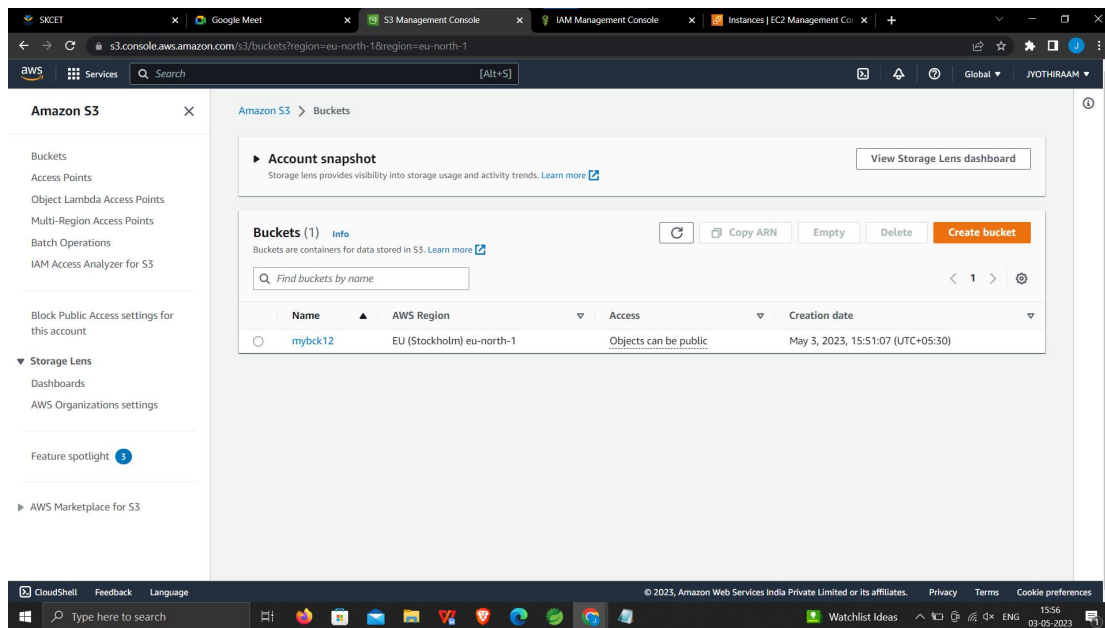 SKCET
Google Meet
S3 Management Console
IAM Management Console
Instances | EC2 Management Con
s3.console.aws.amazon.com/s3/buckets?region=eu-north-1&region=eu-north-1
J
aws
Services
Search
[Alt+S]
Global
JYOTHIRAAM
Amazon S3
Buckets
Access Points
Object Lambda Access Points
Multi-Region Access Points
Batch Operations
IAM Access Analyzer for S3
Block Public Access settings for
this account
Storage Lens
Dashboards
AWS Organizations settings
Feature spotlight 3
AWS Marketplace for S3
Amazon S3 > Buckets
Account snapshot
View Storage Lens dashboard
Storage lens provides visibility into storage usage and activity trends. Learn more
Buckets (1) Info
Copy ARN
Empty
Delete
Create bucket
Buckets are containers for data stored in S3. Learn more
Find buckets by name
< 1 >
Name AWS Region Access Creation date
mybck12 EU (Stockholm) eu-north-1 Objects can be public May 3, 2023, 15:51:07 (UTC+05:30)
CloudShell Feedback Language © 2023, Amazon Web Services India Private Limited or its affiliates. Privacy Terms Cookie preferences
Type here to search
Watchlist Ideas
ENG
15:56
03-05-2023
1